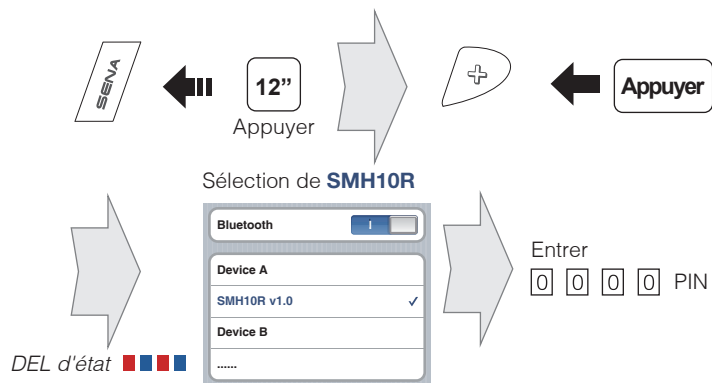 SENA
12”
Appuyer
Appuyer
Sélection de SMH10R
Bluetooth
I
Device A
SMH10R v1.0 ✓
Device B
......
Entrer
0 0 0 0 PIN
DEL d'état